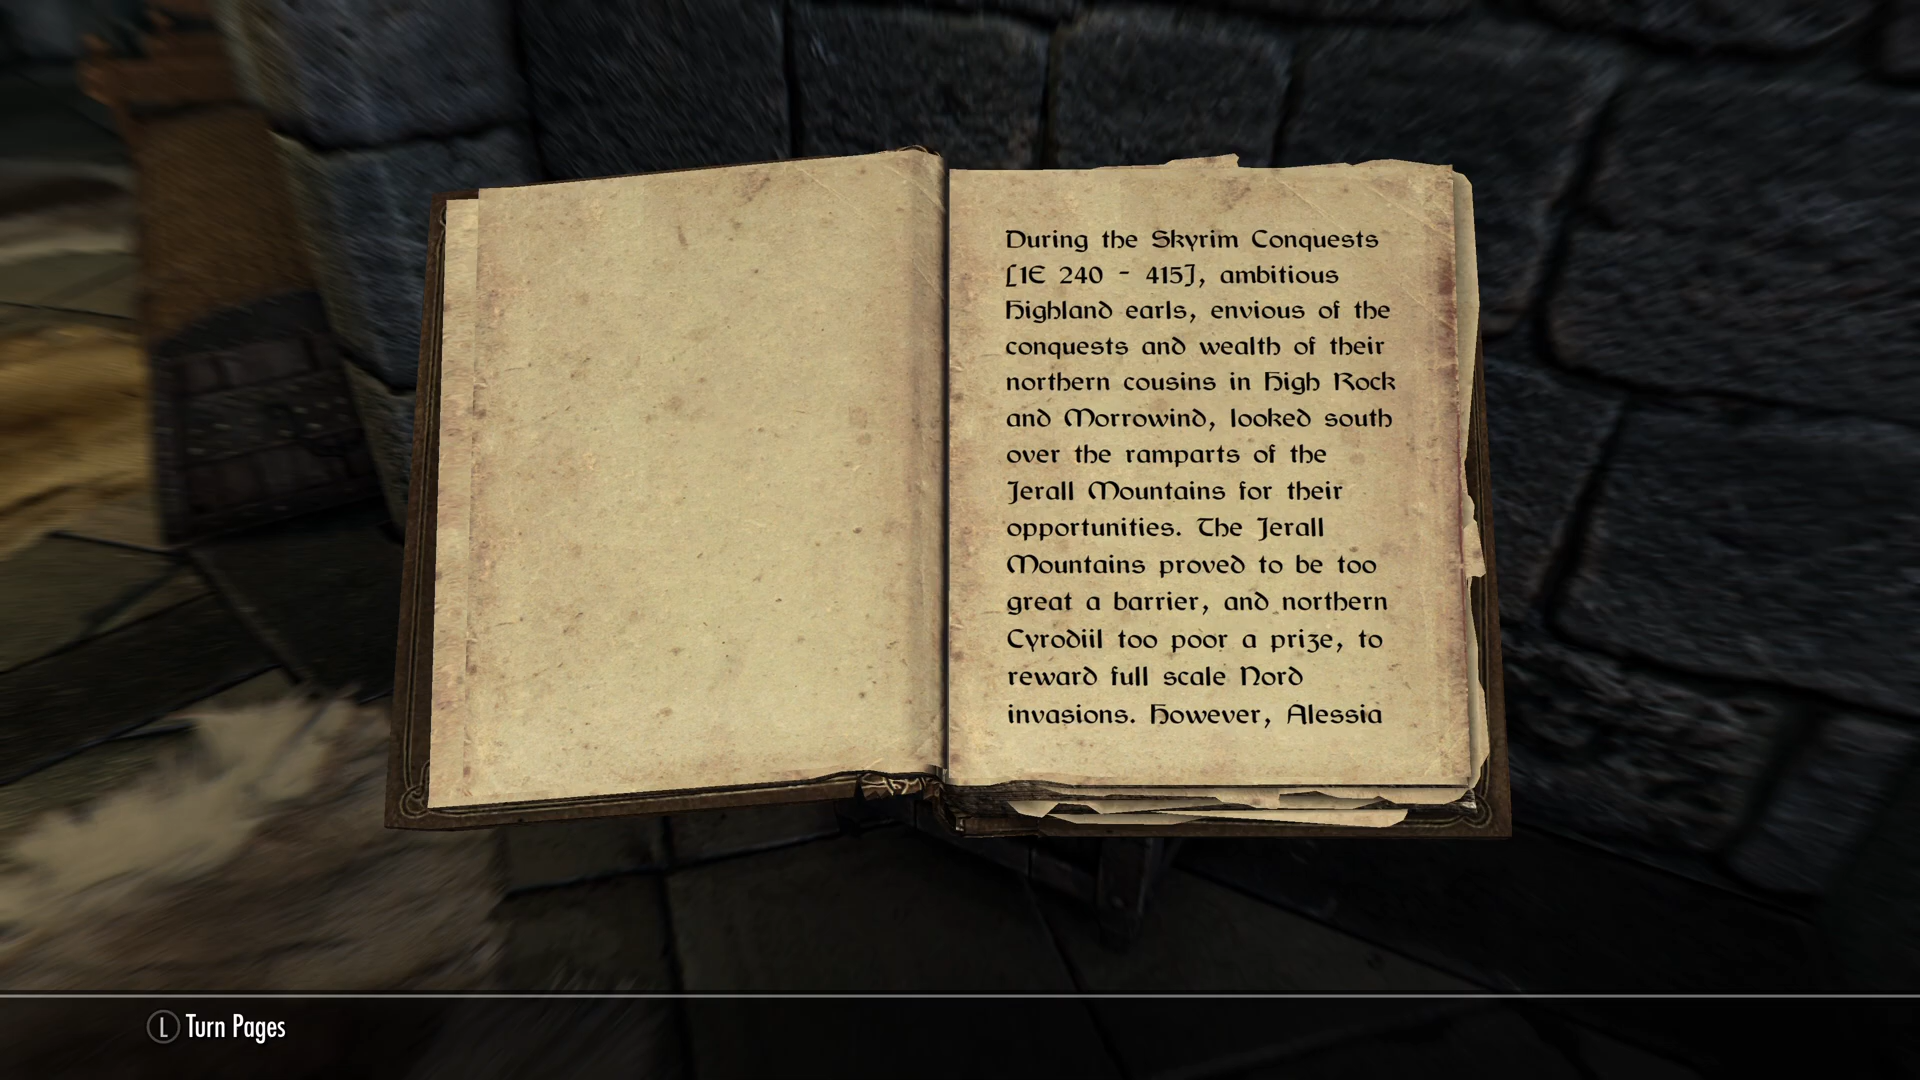 During the Skyrim Conquests
[1E 240 - 415], ambitious
Highland earls, envious of the
conquests and wealth of their
northern cousins in High Rock
and Morrowind, looked south
over the ramparts of the
Jerall Mountains for their
opportunities. The Jerall
Mountains proved to be too
great a barrier, and northern
Cyrodiil too poor a prize, to
reward full scale Nord
invasions. However, Alessia
L Turn Pages